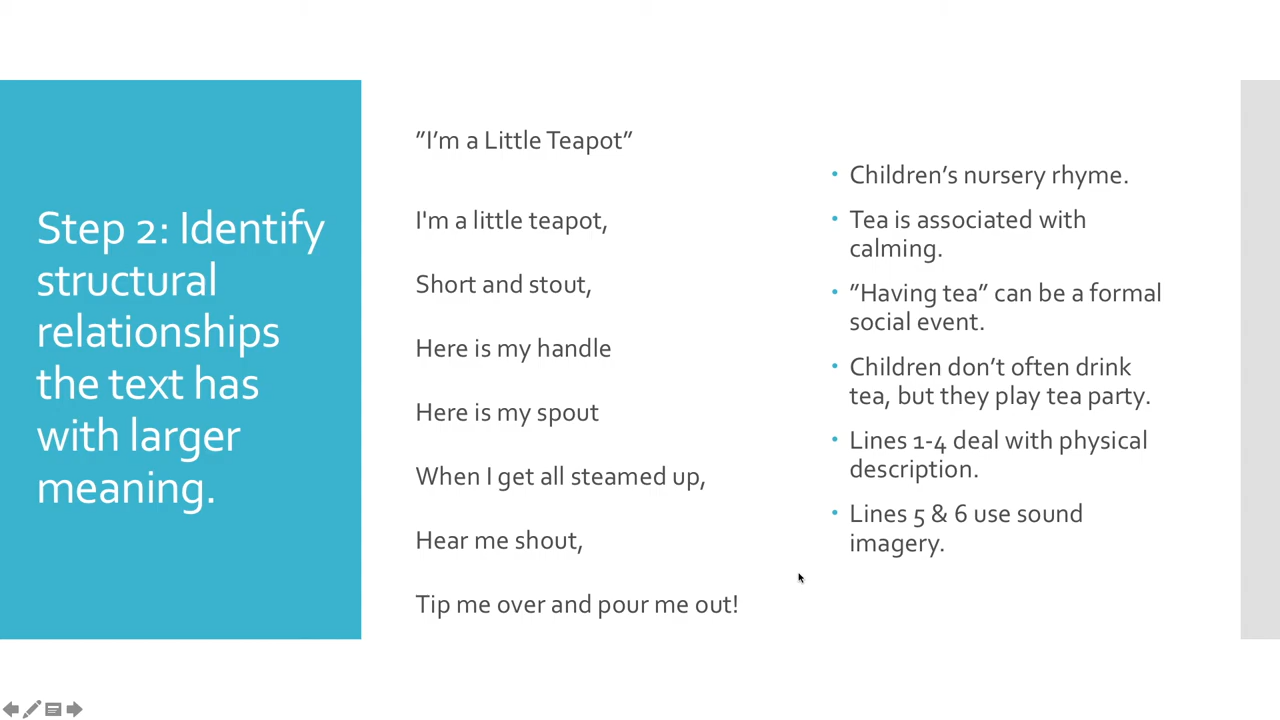 Step 2: Identify
structural
relationships
the text has
with larger
meaning.
”I’m a Little Teapot”
I'm a little teapot,
Short and stout,
Here is my handle
Here is my spout
When I get all steamed up,
Hear me shout,
Tip me over and pour me out!
• Children’s nursery rhyme.
• Tea is associated with
calming.
• ”Having tea” can be a formal
social event.
• Children don’t often drink
tea, but they play tea party.
• Lines 1-4 deal with physical
description.
• Lines 5 & 6 use sound
imagery.